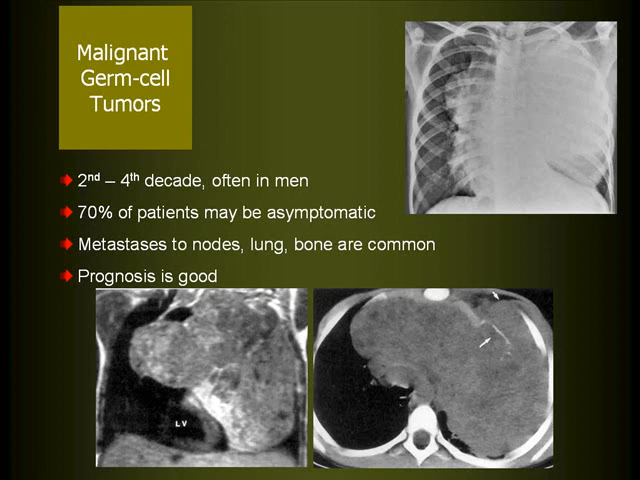 Malignant
Germ-cell
Tumors
2nd – 4th decade, often in men
70% of patients may be asymptomatic
Metastases to nodes, lung, bone are common
Prognosis is good
LV